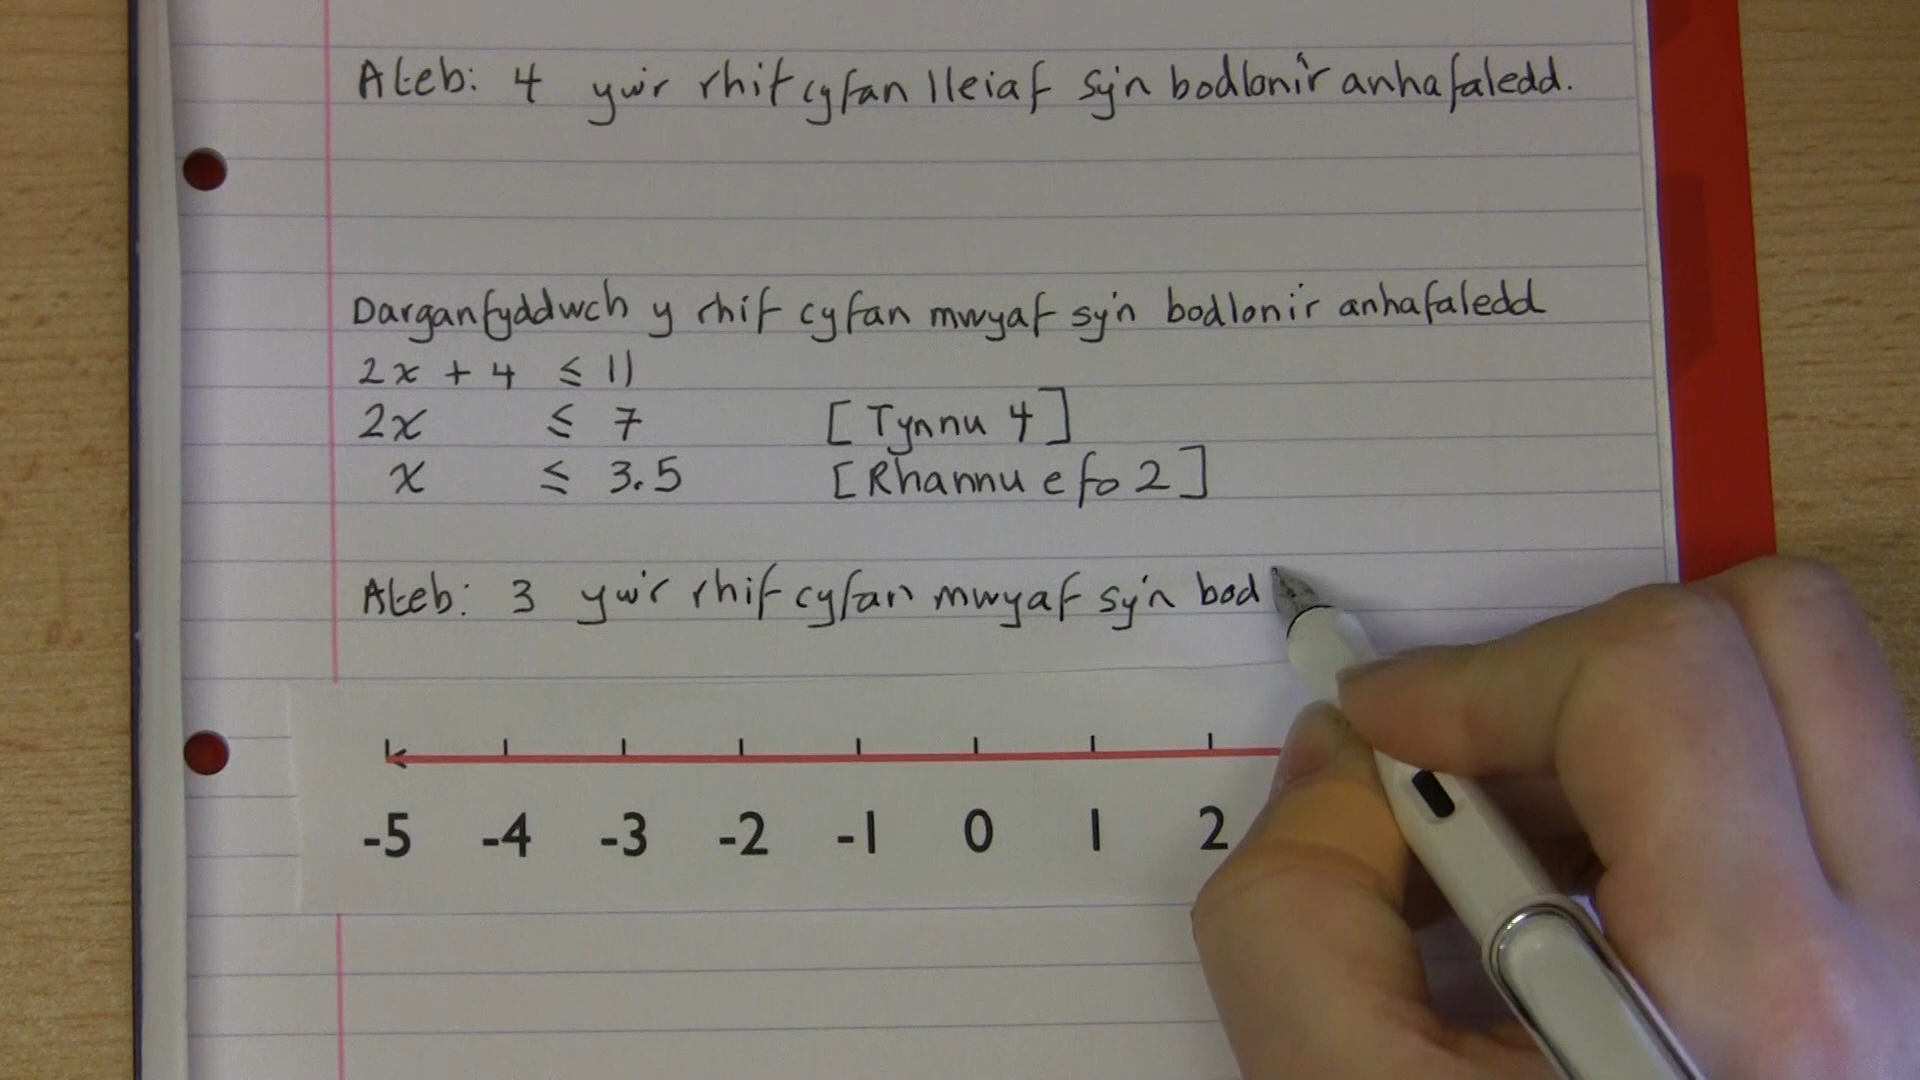 Ateb: 4 yw'r rhif cyfan lleiaf sy'n bodloni'r anhafaledd.
Darganfyddwch y rhif cyfan mwyaf sy'n bodloni'r anhafaledd
2x + 4 ≤ 11
2x ≤ 7 [Tynnu 4]
x ≤ 3.5 [Rhannu efo 2]
Ateb: 3 yw'r rhif cyfan mwyaf sy'n bod
-5 -4 -3 -2 -1 0 1 2